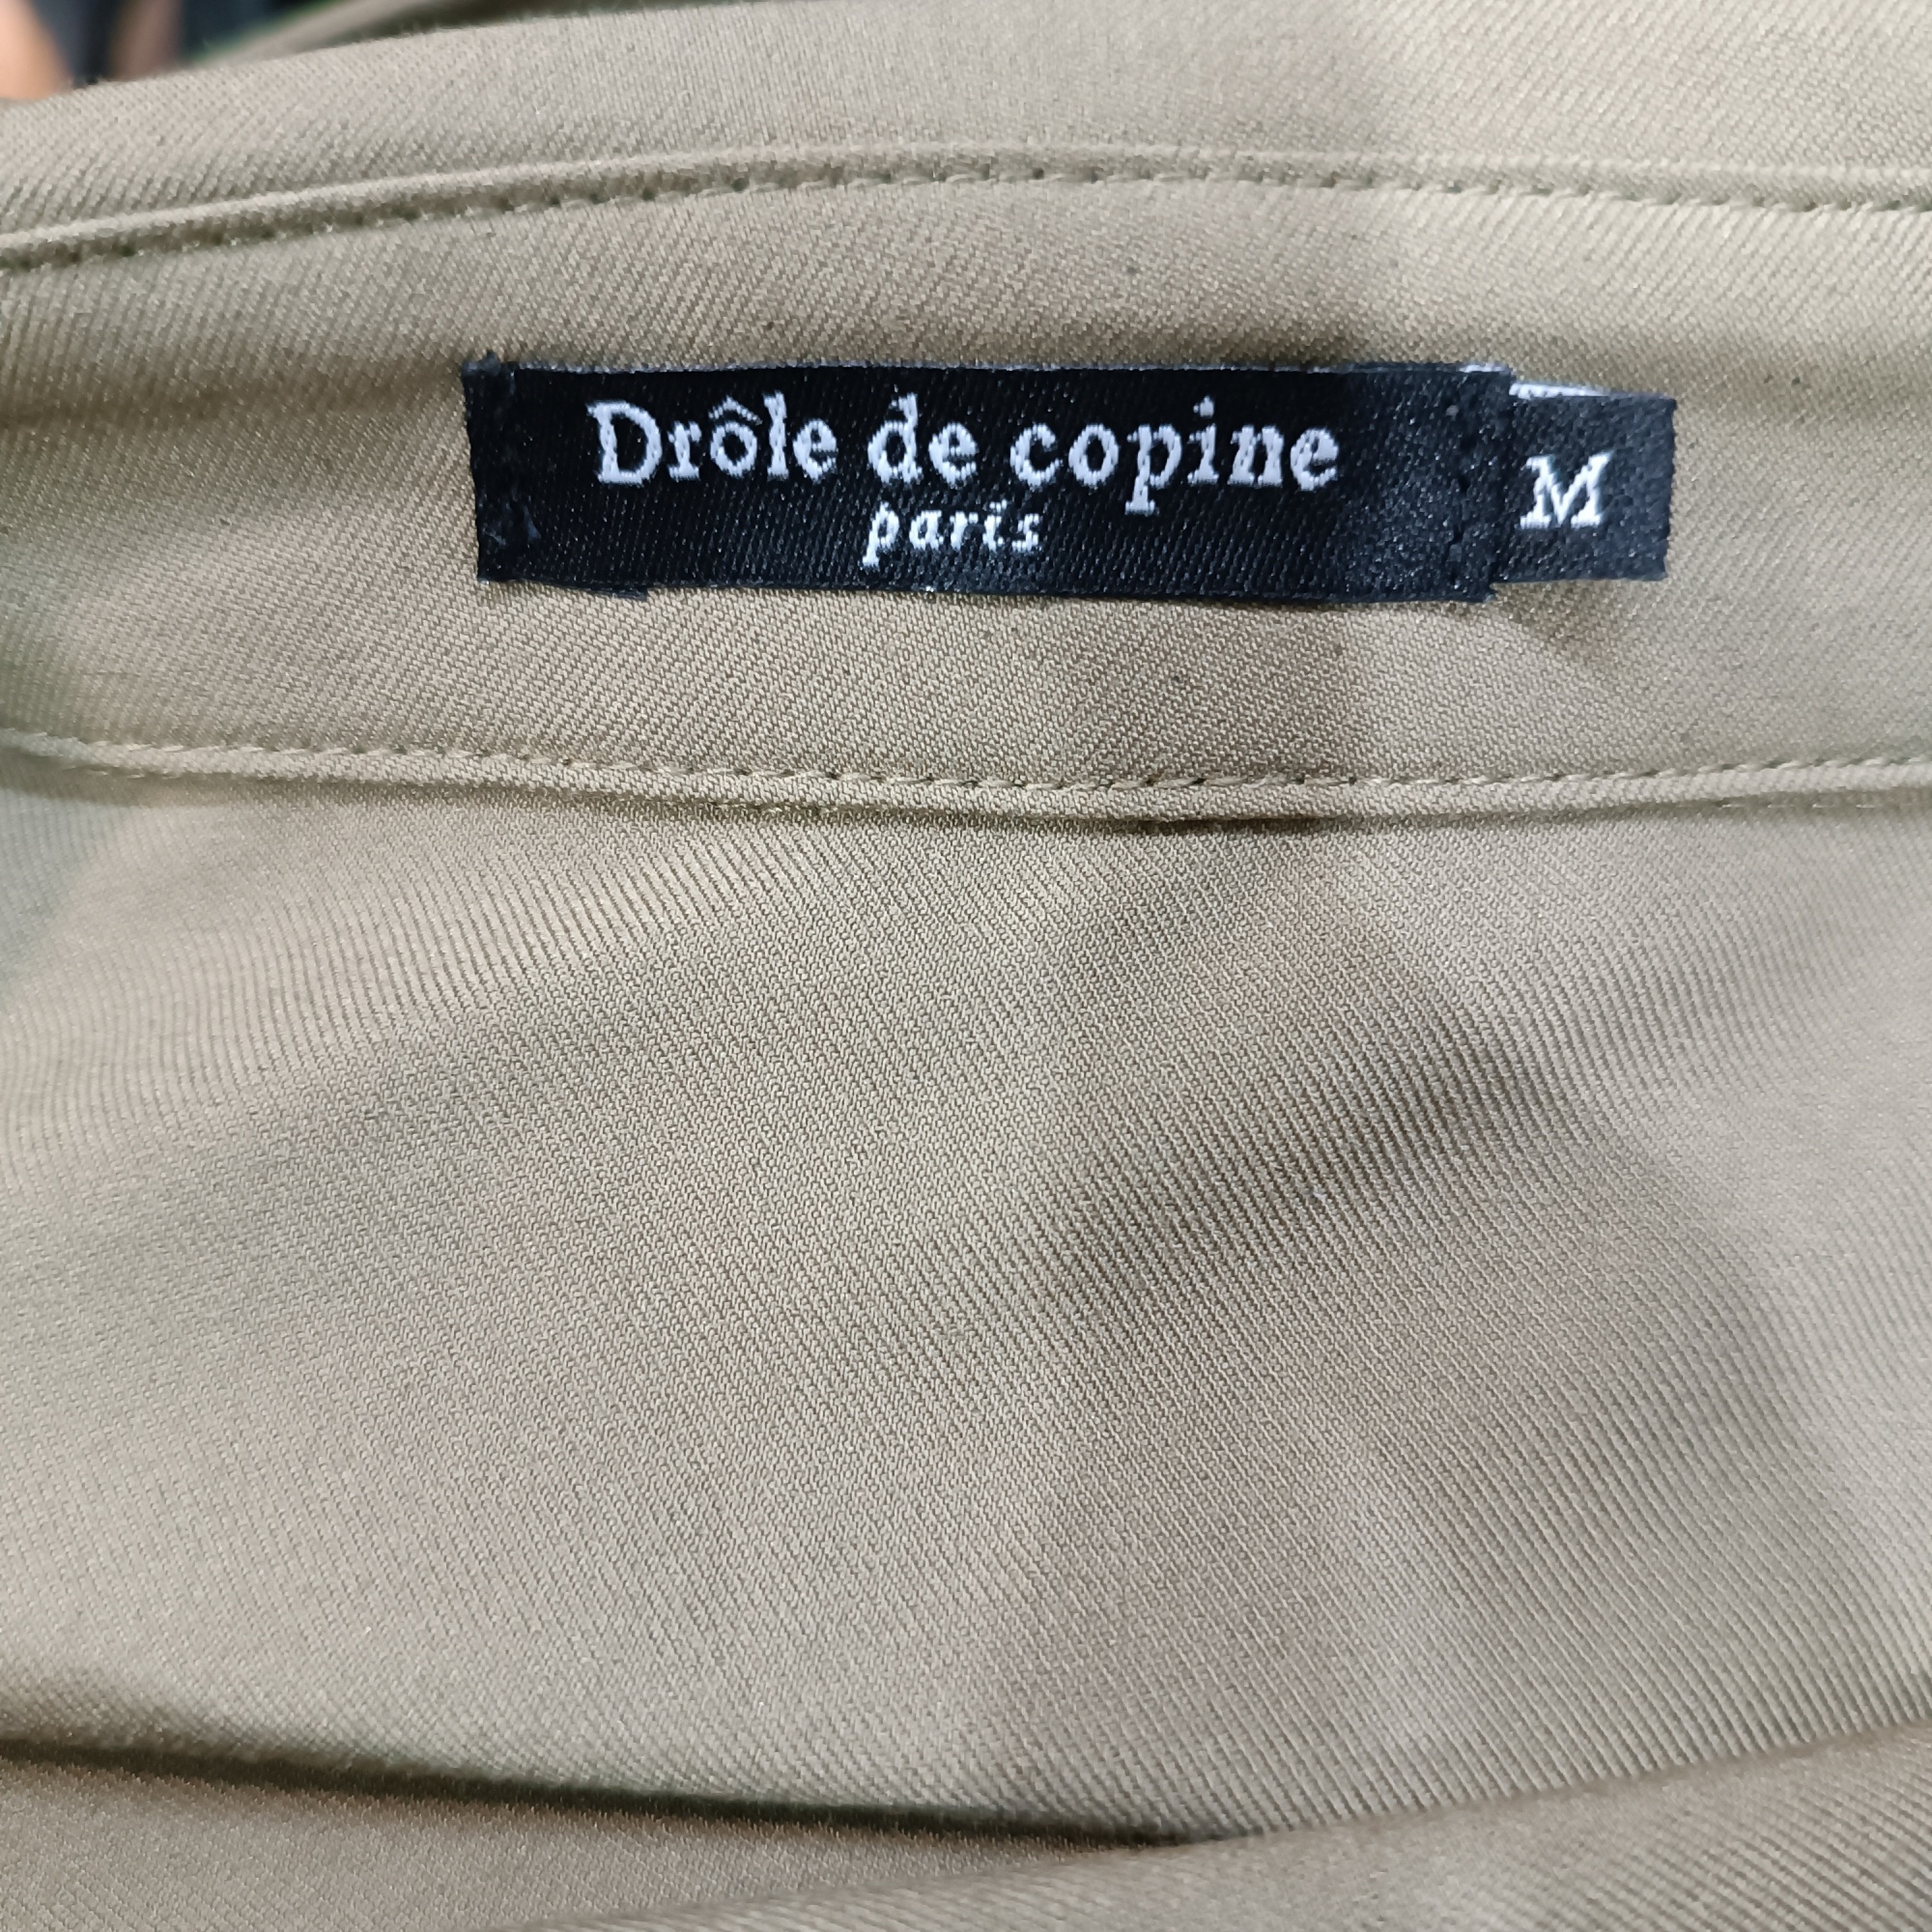 Drôle de copine
paris
M